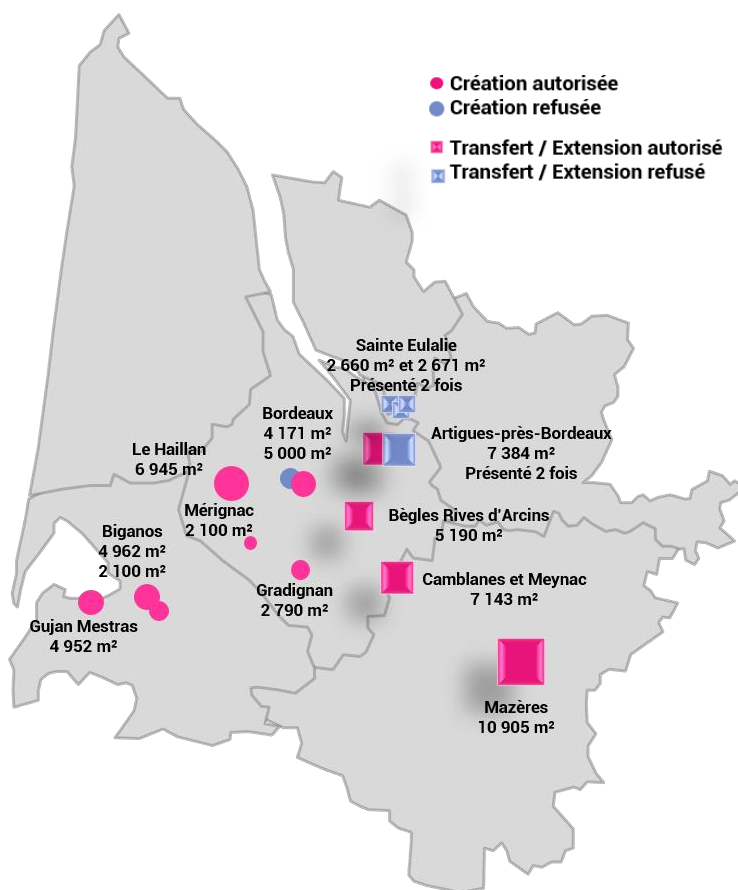 Création autorisée
Création refusée
Transfert / Extension autorisé
Transfert / Extension refusé
Sainte Eulalie
2 660 m² et 2 671 m²
Présenté 2 fois
Bordeaux
4 171 m²
5 000 m²
Artigues-près-Bordeaux
7 384 m²
Présenté 2 fois
Le Haillan
6 945 m²
Mérignac
2 100 m²
Bègles Rives d'Arcins
5 190 m²
Biganos
4 962 m²
2 100 m²
Gradignan
2 790 m²
Camblanes et Meynac
7 143 m²
Gujan Mestras
4 952 m²
Mazères
10 905 m²